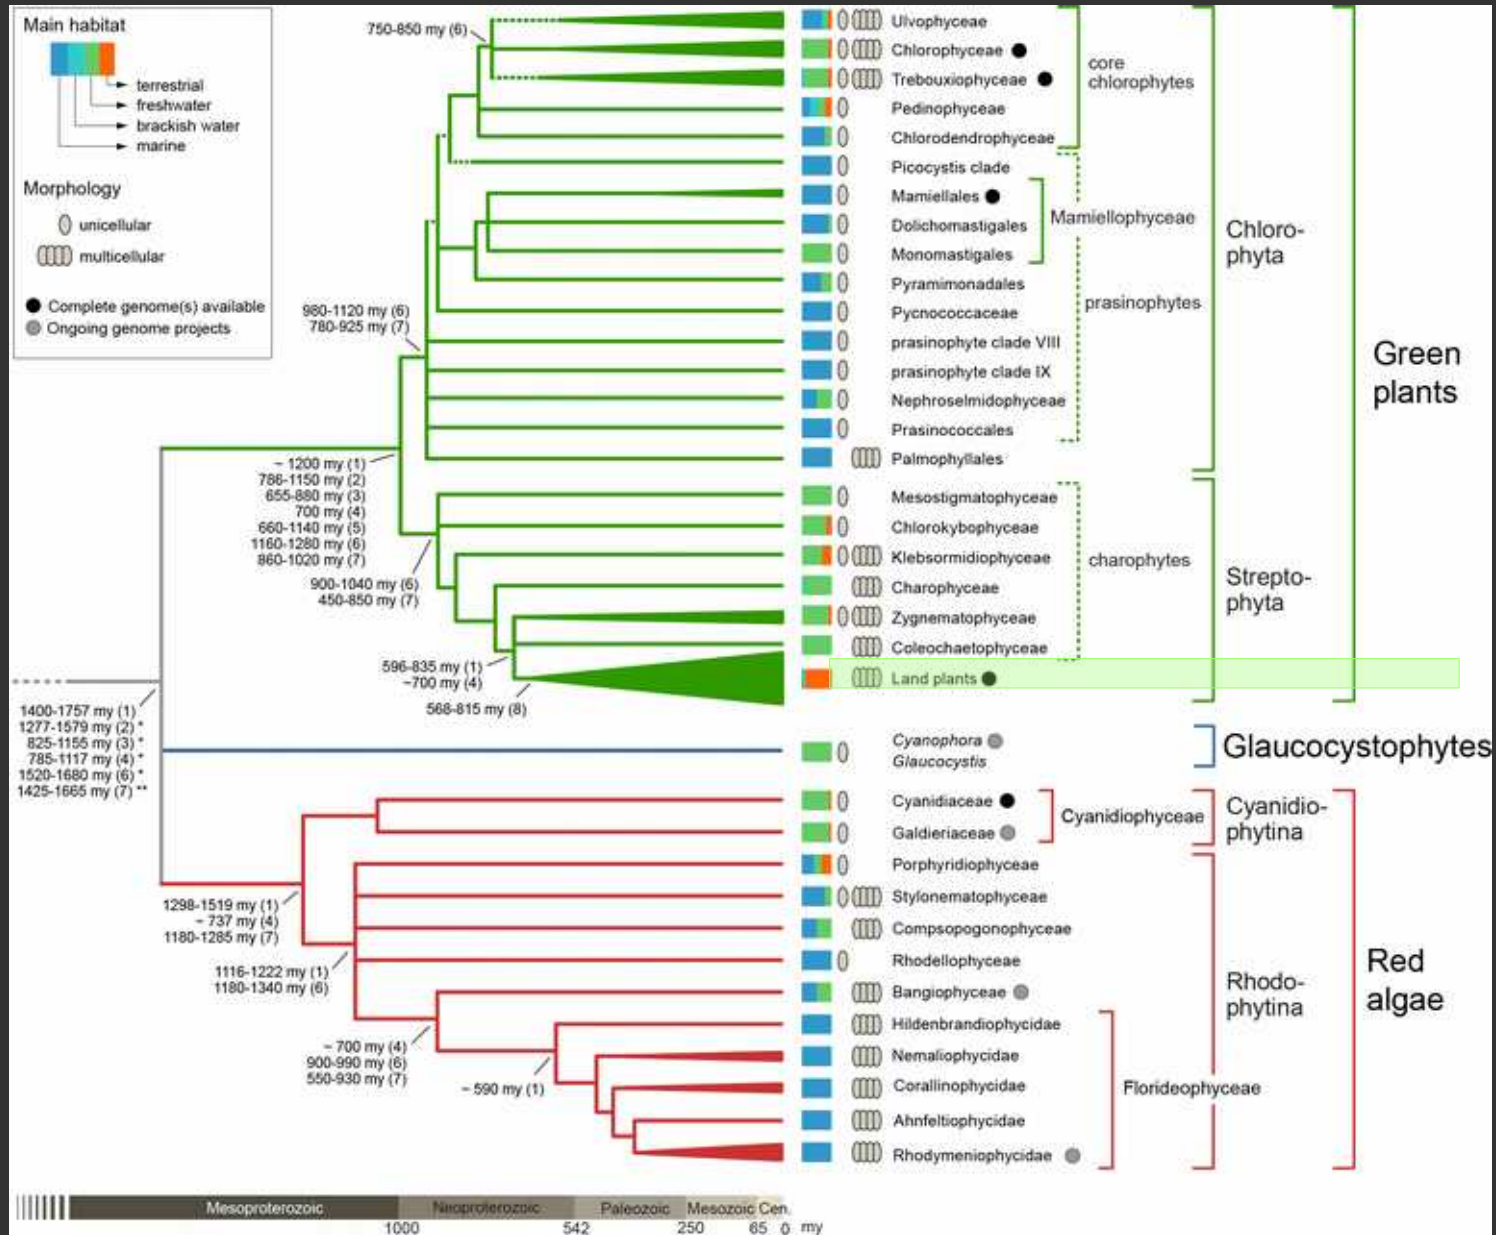 Main habitat
terrestrial
freshwater
brackish water
marine
Morphology
unicellular
multicellular
Complete genome(s) available
Ongoing genome projects
750-850 my (6)
980-1120 my (6)
780-925 my (7)
~ 1200 my (1)
786-1150 my (2)
655-880 my (3)
700 my (4)
660-1140 my (5)
1160-1280 my (6)
860-1020 my (7)
900-1040 my (6)
450-850 my (7)
596-835 my (1)
~700 my (4)
568-815 my (8)
1400-1757 my (1)
1277-1579 my (2) *
825-1155 my (3) *
785-1117 my (4) *
1520-1680 my (6) *
1425-1665 my (7) **
1298-1519 my (1)
~ 737 my (4)
1180-1285 my (7)
1116-1222 my (1)
1180-1340 my (6)
~ 700 my (4)
900-990 my (6)
550-930 my (7)
~ 590 my (1)
Ulvophyceae
Chlorophyceae
Trebouxiophyceae
Pedinophyceae
Chlorodendrophyceae
Picocystis clade
Mamiellales
Dolichomastigales
Monomastigales
Pyramimonadales
Pycnococcaceae
prasinophyte clade VIII
prasinophyte clade IX
Nephroselmidophyceae
Prasinococcales
Palmophyllales
Mesostigmatophyceae
Chlorokybophyceae
Klebsormidiophyceae
Charophyceae
Zygnematophyceae
Coleochaetophyceae
Land plants
Cyanophora
Glaucocystis
Cyanidiaceae
Galdieriaceae
Porphyridiophyceae
Stylonematophyceae
Compsopogonophyceae
Rhodellophyceae
Bangiophyceae
Hildenbrandiophycidae
Nemaliophycidae
Corallinophycidae
Ahnfeltiophycidae
Rhodymeniophycidae
core
chlorophytes
Mamiellophyceae
prasinophytes
charophytes
Cyanidiophyceae
Florideophyceae
Chloro-
phyta
Strepto-
phyta
Cyanidio-
phytina
Rhodo-
phytina
Green
plants
Glaucocystophytes
Red
algae
Mesoproterozoic Neoproterozoic Paleozoic Mesozoic Cen.
1000 542 250 65 0 my